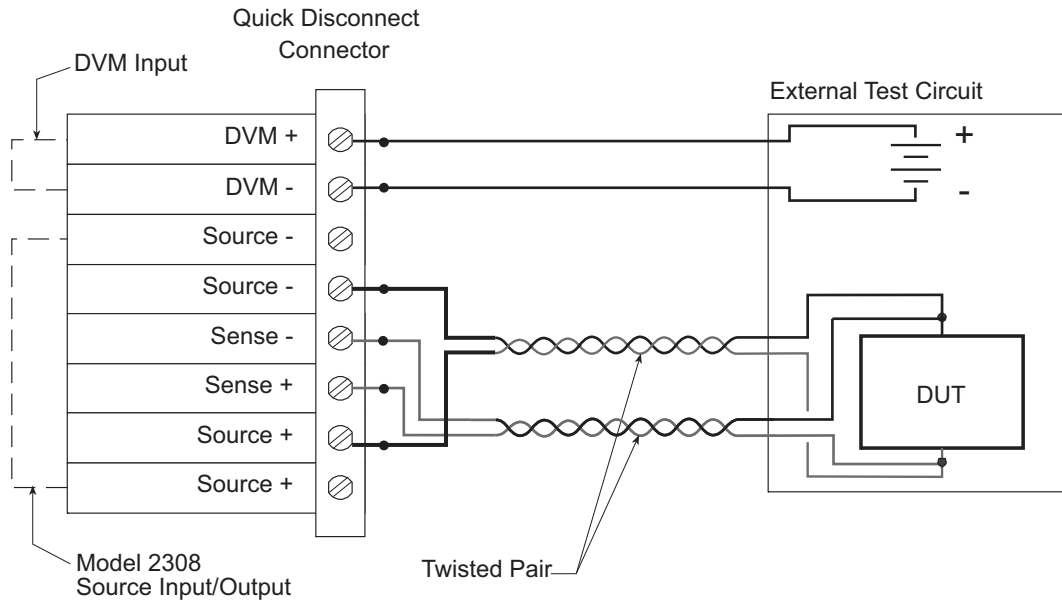 Quick Disconnect
Connector
DVM Input
External Test Circuit
DVM +
+
DVM -
-
Source -
Source -
Sense -
Sense +
DUT
Source +
Source +
Model 2308
Source Input/Output
Twisted Pair